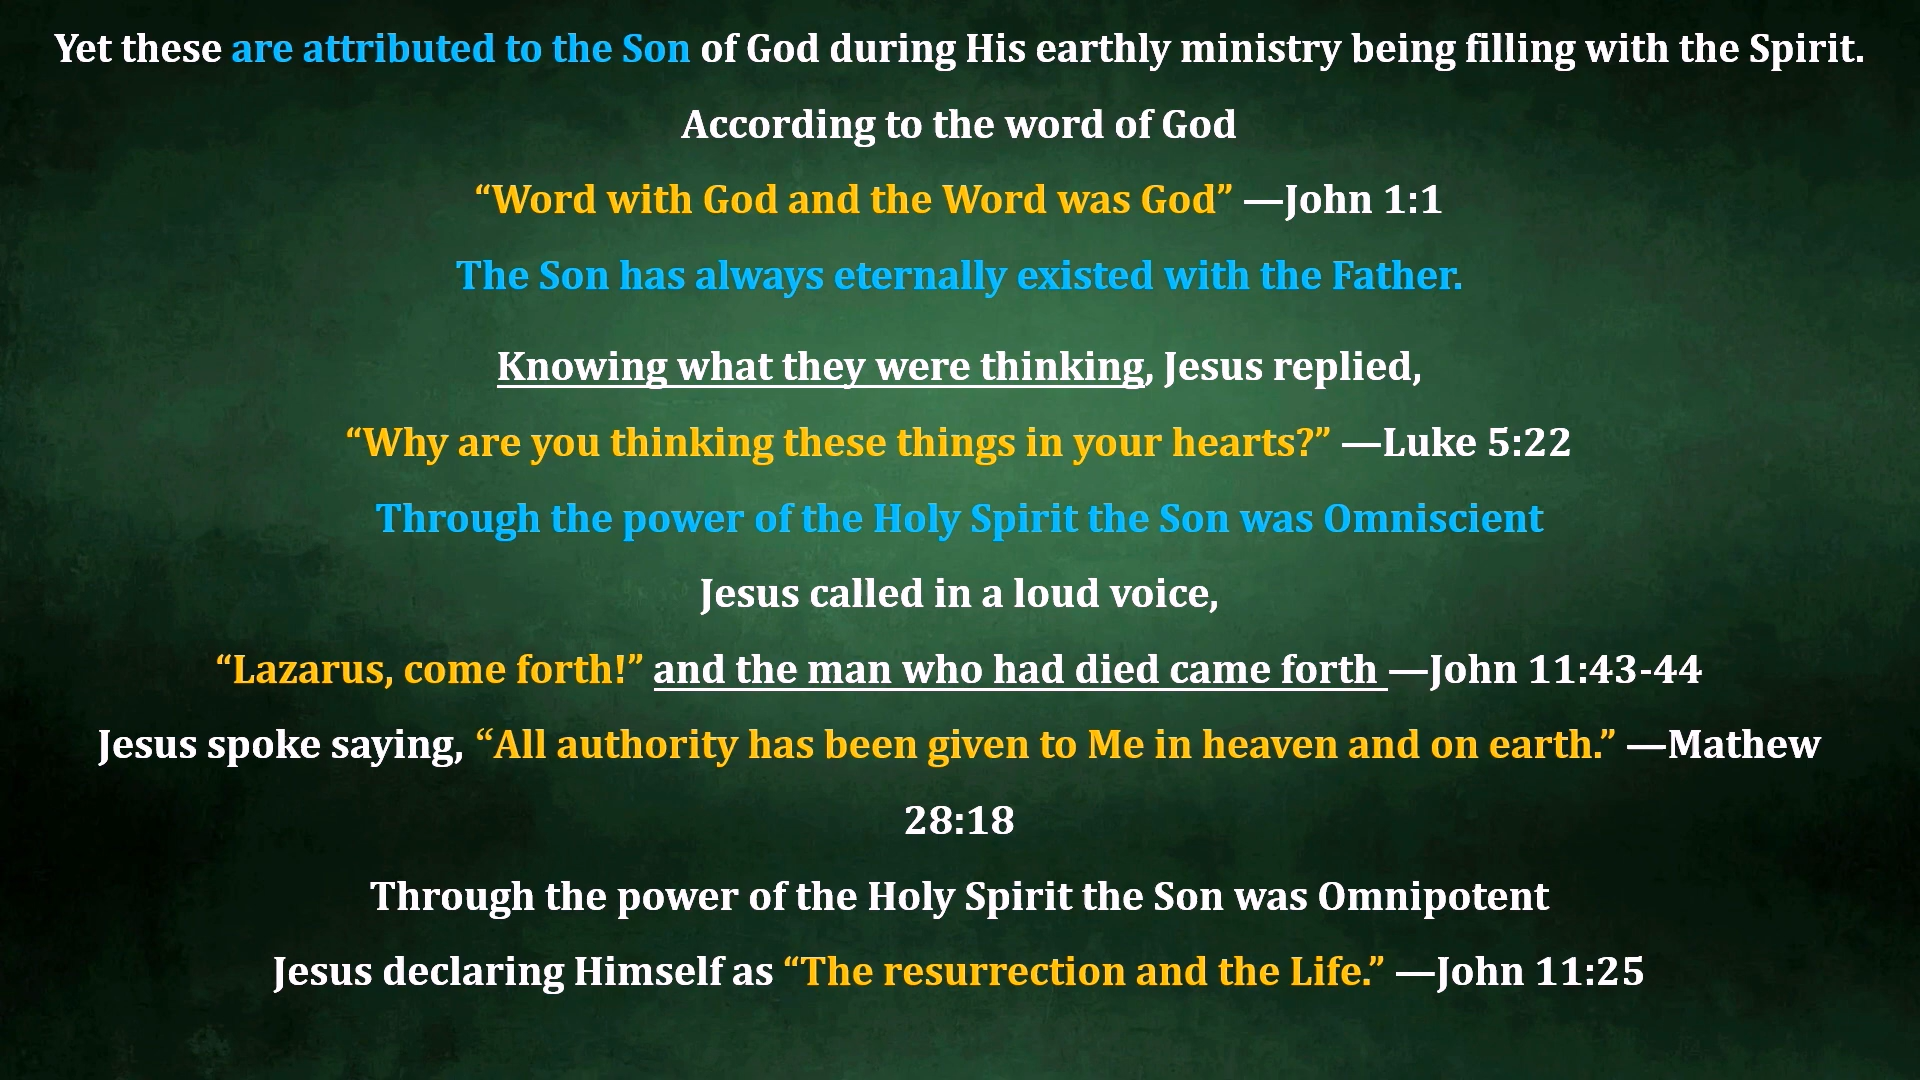 Yet these are attributed to the Son of God during His earthly ministry being filling with the Spirit.
According to the word of God
“Word with God and the Word was God” —John 1:1
The Son has always eternally existed with the Father.
Knowing what they were thinking, Jesus replied,
“Why are you thinking these things in your hearts?” —Luke 5:22
Through the power of the Holy Spirit the Son was Omniscient
Jesus called in a loud voice,
“Lazarus, come forth!” and the man who had died came forth —John 11:43-44
Jesus spoke saying, “All authority has been given to Me in heaven and on earth.” —Mathew
28:18
Through the power of the Holy Spirit the Son was Omnipotent
Jesus declaring Himself as “The resurrection and the Life.” —John 11:25